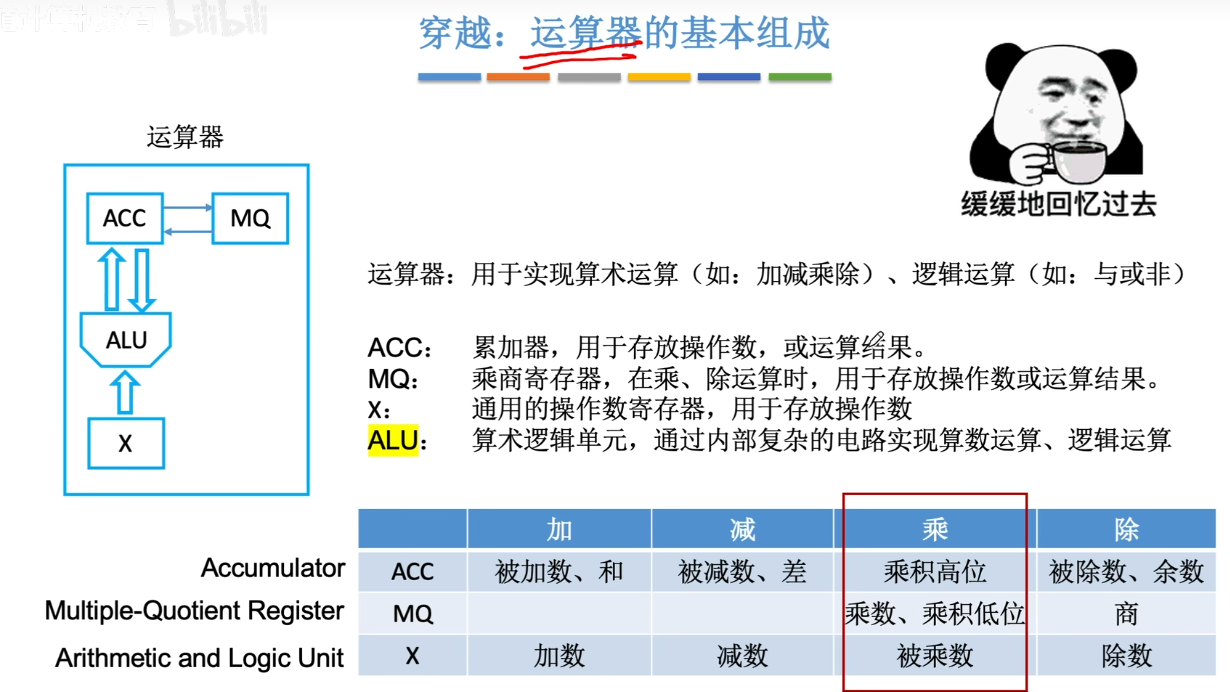 bilibili
穿越：运算器的基本组成
运算器
ACC
MQ
ALU
X
缓缓地回忆过去
运算器：用于实现算术运算（如：加减乘除）、逻辑运算（如：与或非）
ACC： 累加器，用于存放操作数，或运算结果。
MQ： 乘商寄存器，在乘、除运算时，用于存放操作数或运算结果。
X： 通用的操作数寄存器，用于存放操作数
ALU： 算术逻辑单元，通过内部复杂的电路实现算数运算、逻辑运算
加 减 乘 除
Accumulator ACC 被加数、和 被减数、差 乘积高位 被除数、余数
Multiple-Quotient Register MQ 乘数、乘积低位 商
Arithmetic and Logic Unit X 加数 减数 被乘数 除数